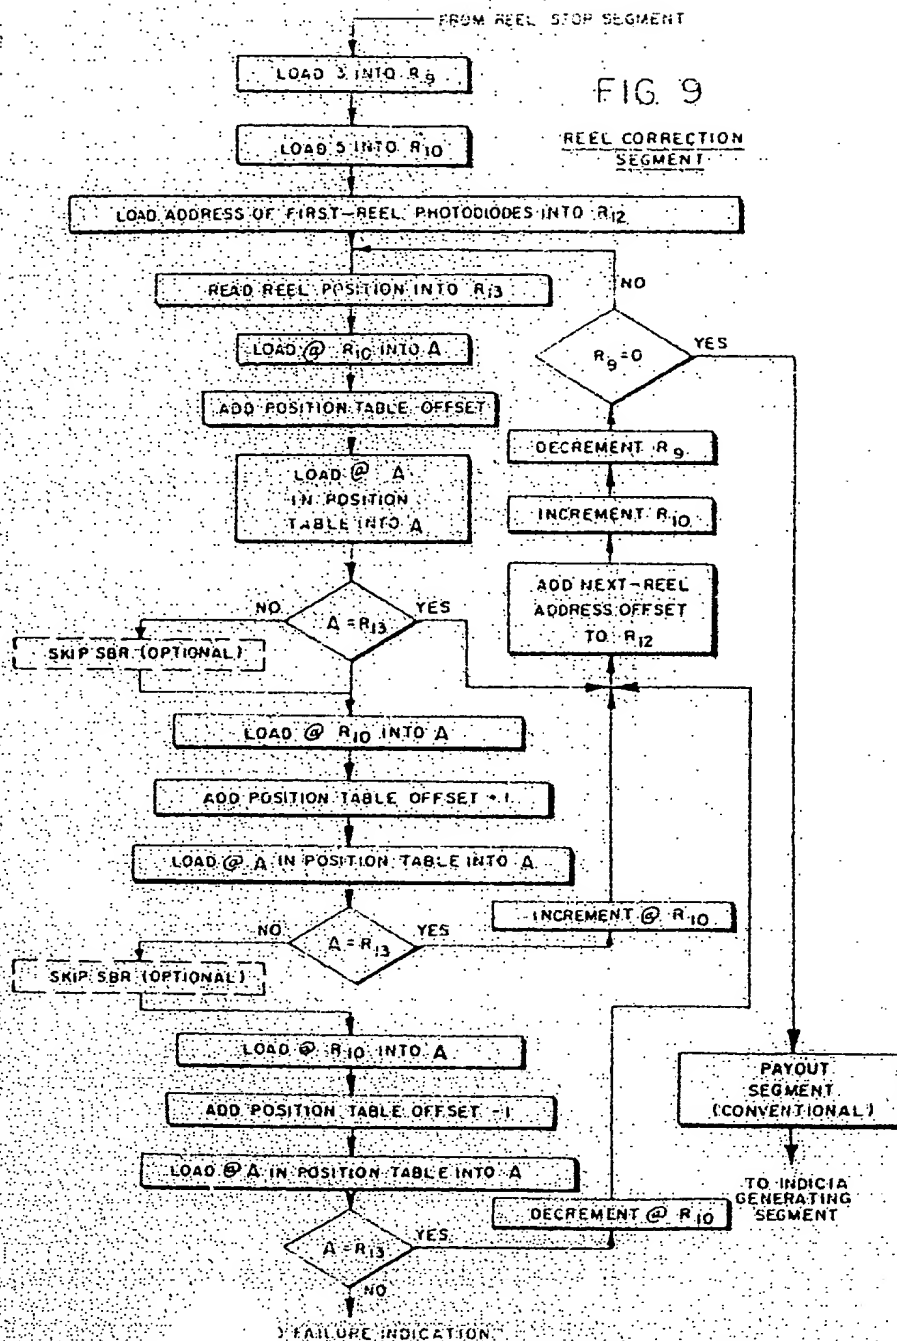 FROM REEL STOP SEGMENT
LOAD 3 INTO R9
FIG. 9
REEL CORRECTION
SEGMENT
LOAD 5 INTO R10
LOAD ADDRESS OF FIRST-REEL PHOTODIODES INTO R12
READ REEL POSITION INTO R13
NO
LOAD @ R10 INTO A
R9=0
YES
ADD POSITION TABLE OFFSET
DECREMENT R9
LOAD @ A
IN POSITION
TABLE INTO A
INCREMENT R10
ADD NEXT-REEL
ADDRESS OFFSET
TO R12
NO
A=R13
YES
SKIP SBR (OPTIONAL)
LOAD @ R10 INTO A
ADD POSITION TABLE OFFSET +1
LOAD @ A IN POSITION TABLE INTO A
INCREMENT @ R10
NO
A=R13
YES
SKIP SBR (OPTIONAL)
LOAD @ R10 INTO A
PAYOUT
SEGMENT
(CONVENTIONAL)
ADD POSITION TABLE OFFSET -1
LOAD @ A IN POSITION TABLE INTO A
TO INDICIA
GENERATING
SEGMENT
DECREMENT @ R10
A=R13
YES
NO
FAILURE INDICATION